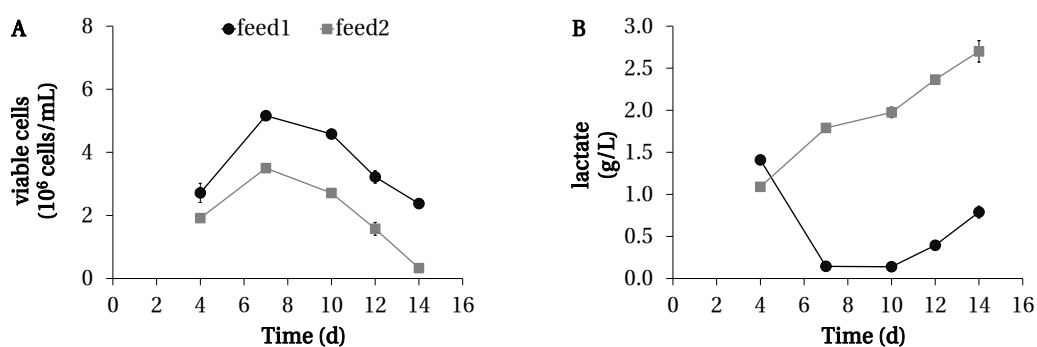 A
feed1 feed2
viable cells
(10⁶ cells/mL)
8
6
4
2
0
0 2 4 6 8 10 12 14 16
Time (d)
B
lactate
(g/L)
3.0
2.5
2.0
1.5
1.0
0.5
0.0
0 2 4 6 8 10 12 14 16
Time (d)